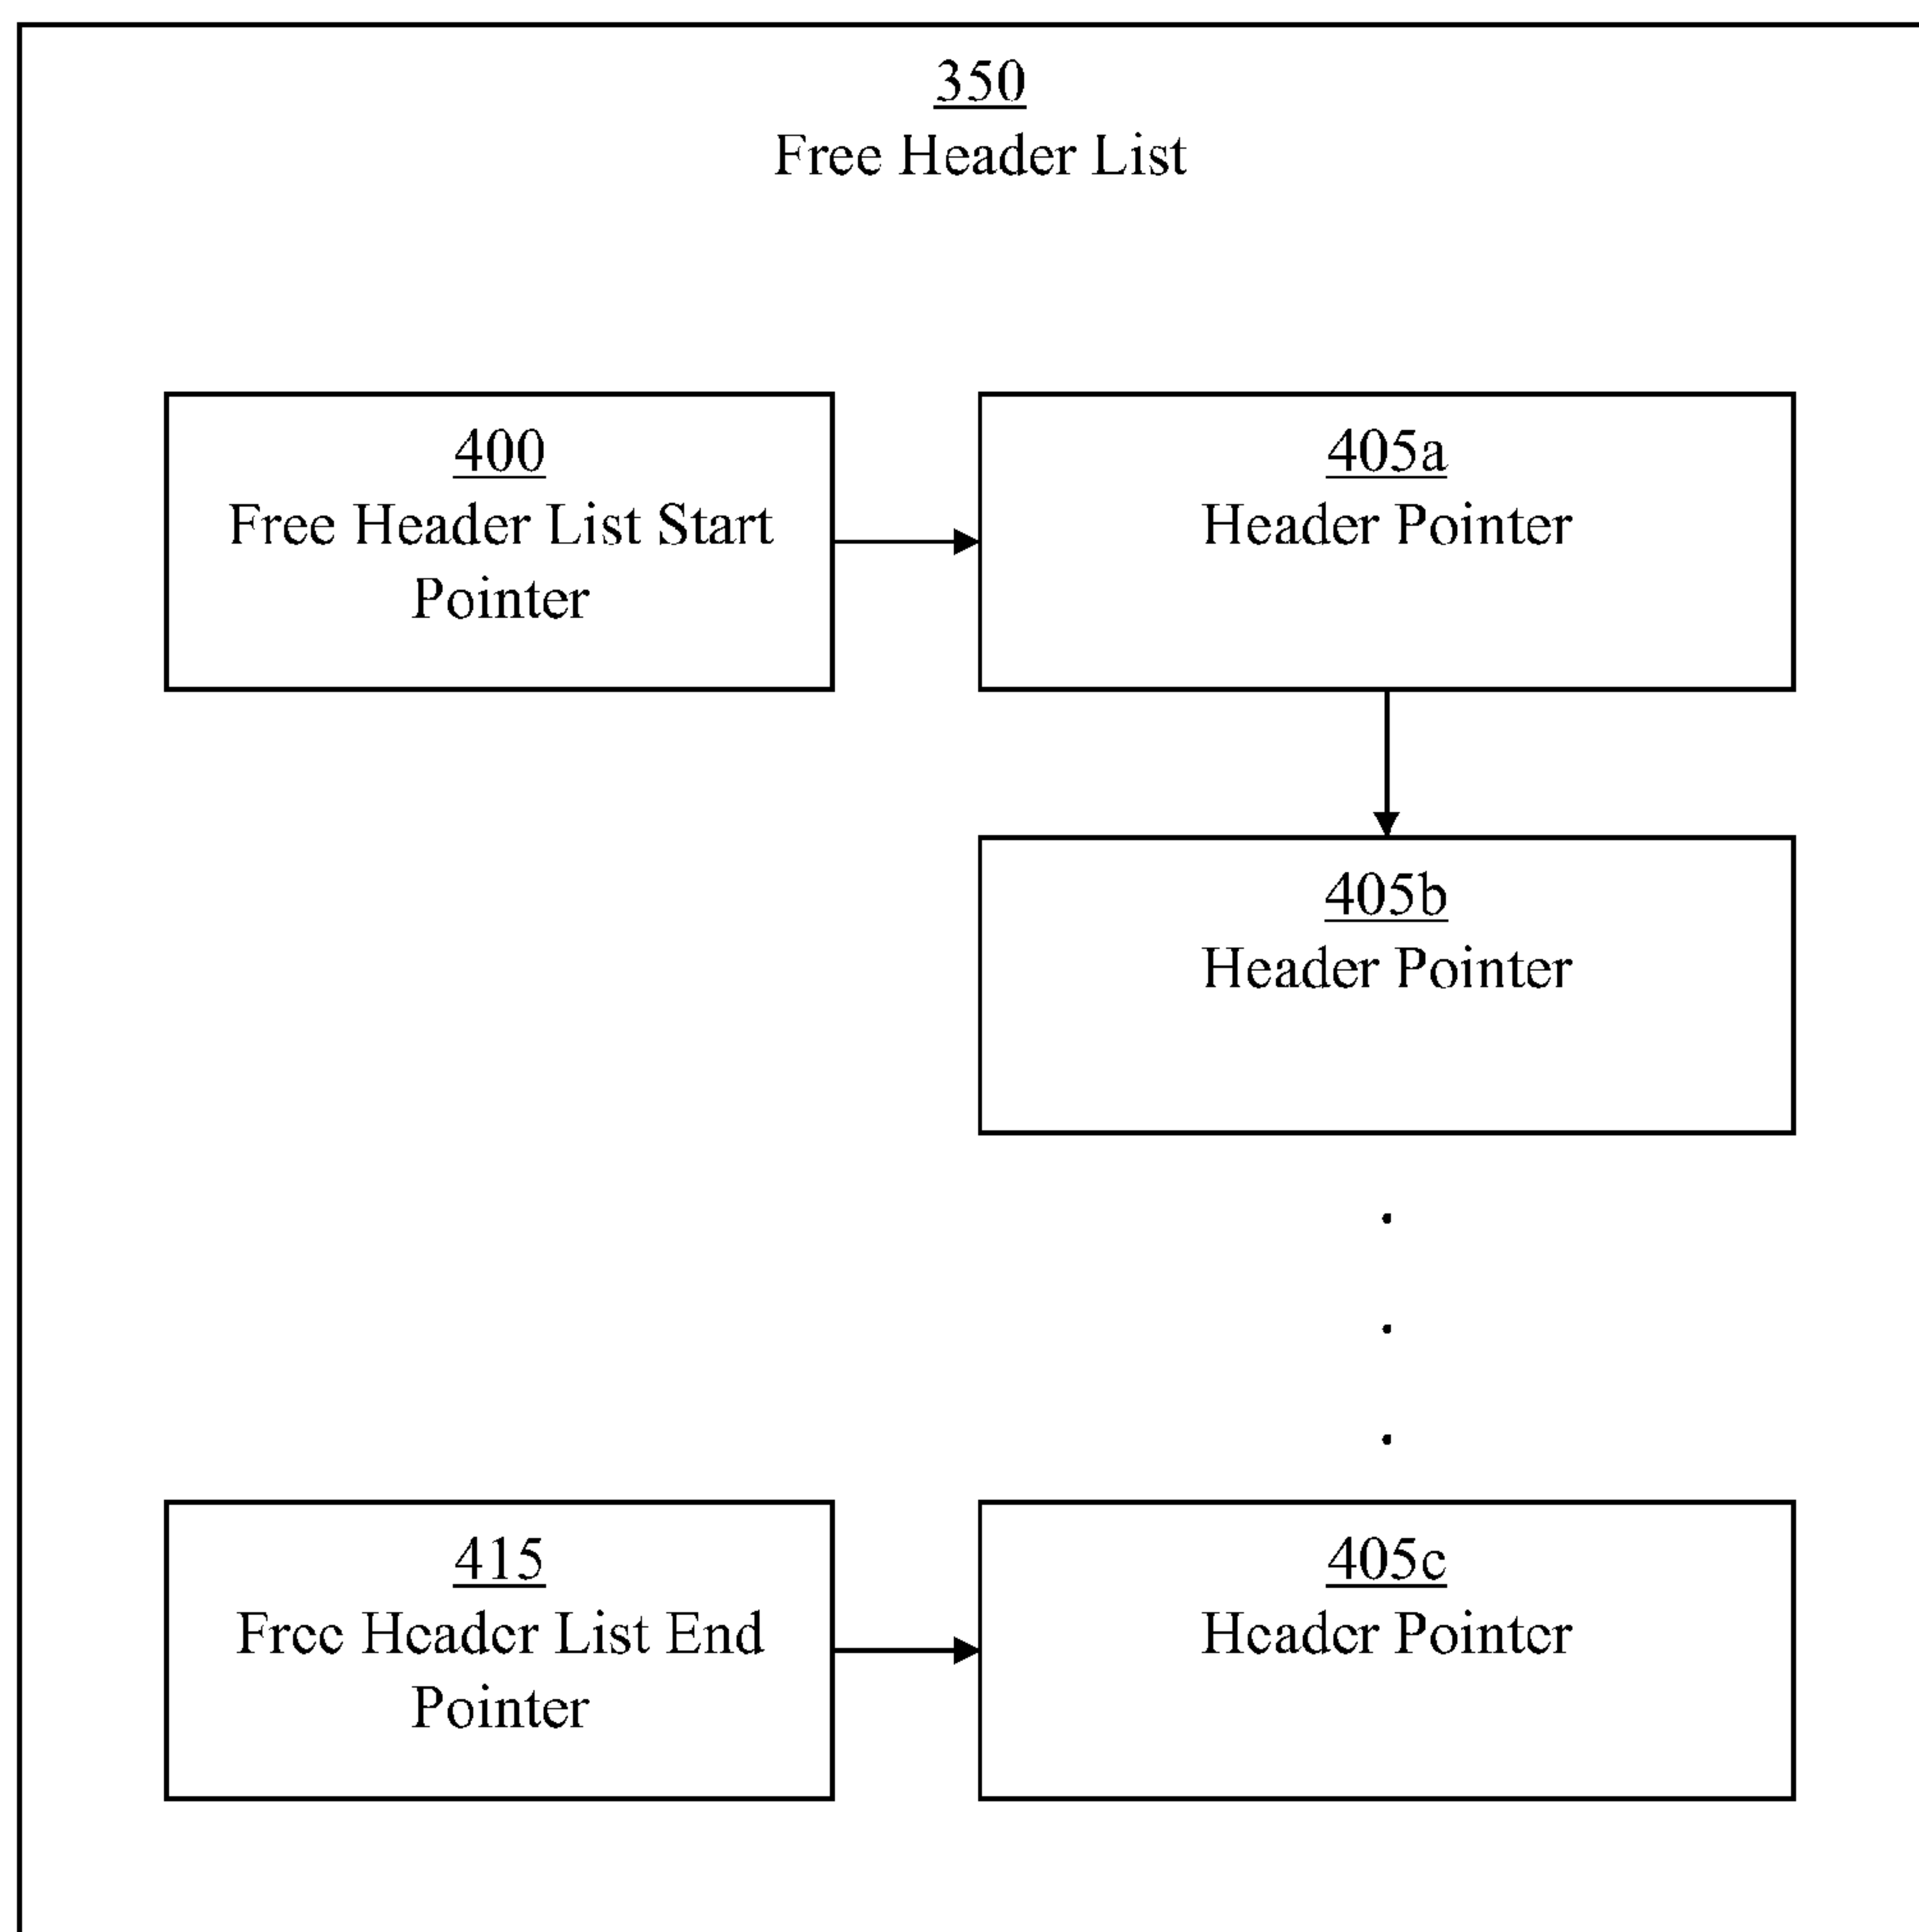 350
Free Header List
400
Free Header List Start
Pointer
405a
Header Pointer
405b
Header Pointer
415
Free Header List End
Pointer
405c
Header Pointer